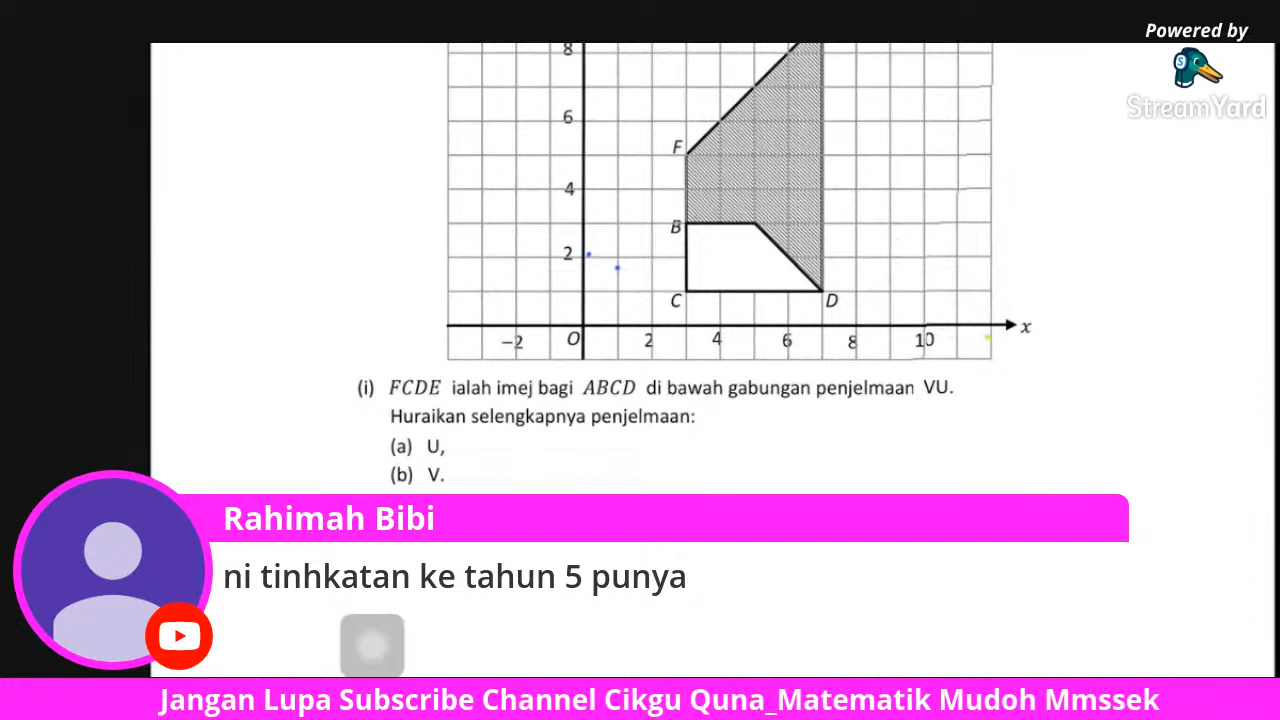 Powered by
StreamYard
8
6
F
4
B
2
C
D
x
−2
O
2
4
6
8
10
(i) FCDE ialah imej bagi ABCD di bawah gabungan penjelmaan VU.
Huraikan selengkapnya penjelmaan:
(a) U,
(b) V.
Rahimah Bibi
ni tinhkatan ke tahun 5 punya
Jangan Lupa Subscribe Channel Cikgu Quna_Matematik Mudoh Mmssek